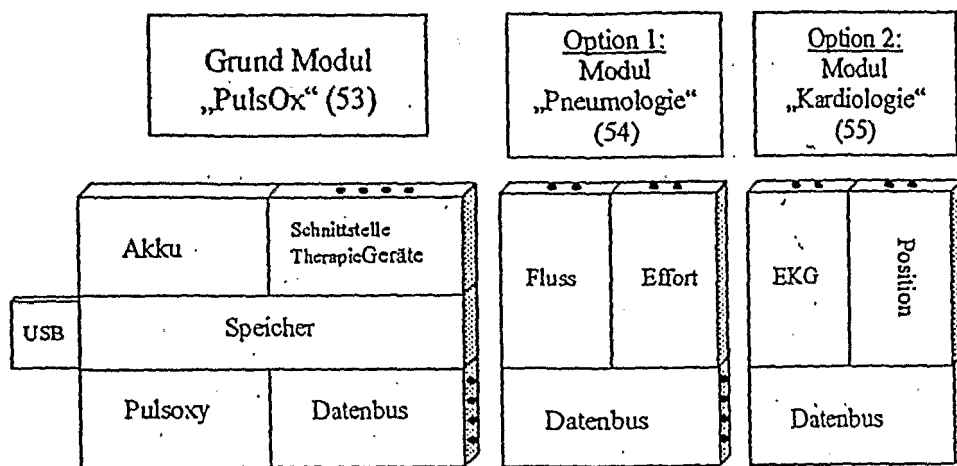 Grund Modul
„PulsOx“ (53)
Option 1:
Modul
„Pneumologie“
(54)
Option 2:
Modul
„Kardiologie“
(55)
Akku
Schnittstelle
TherapieGeräte
USB
Speicher
Pulsoxy
Datenbus
Fluss
Effort
Datenbus
EKG
Position
Datenbus